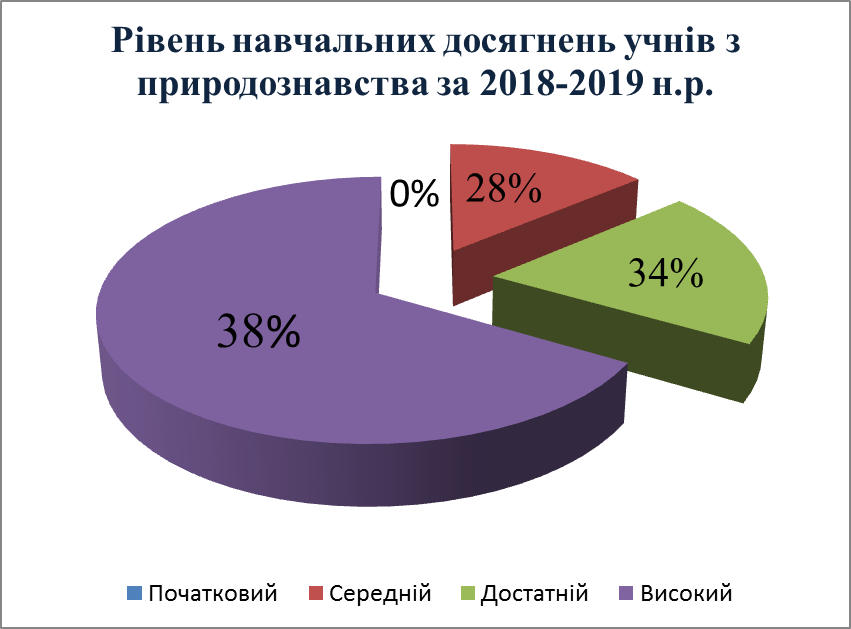 Рівень навчальних досягнень учнів з
природознавства за 2018-2019 н.р.
0%
28%
34%
38%
Початковий
Середній
Достатній
Високий